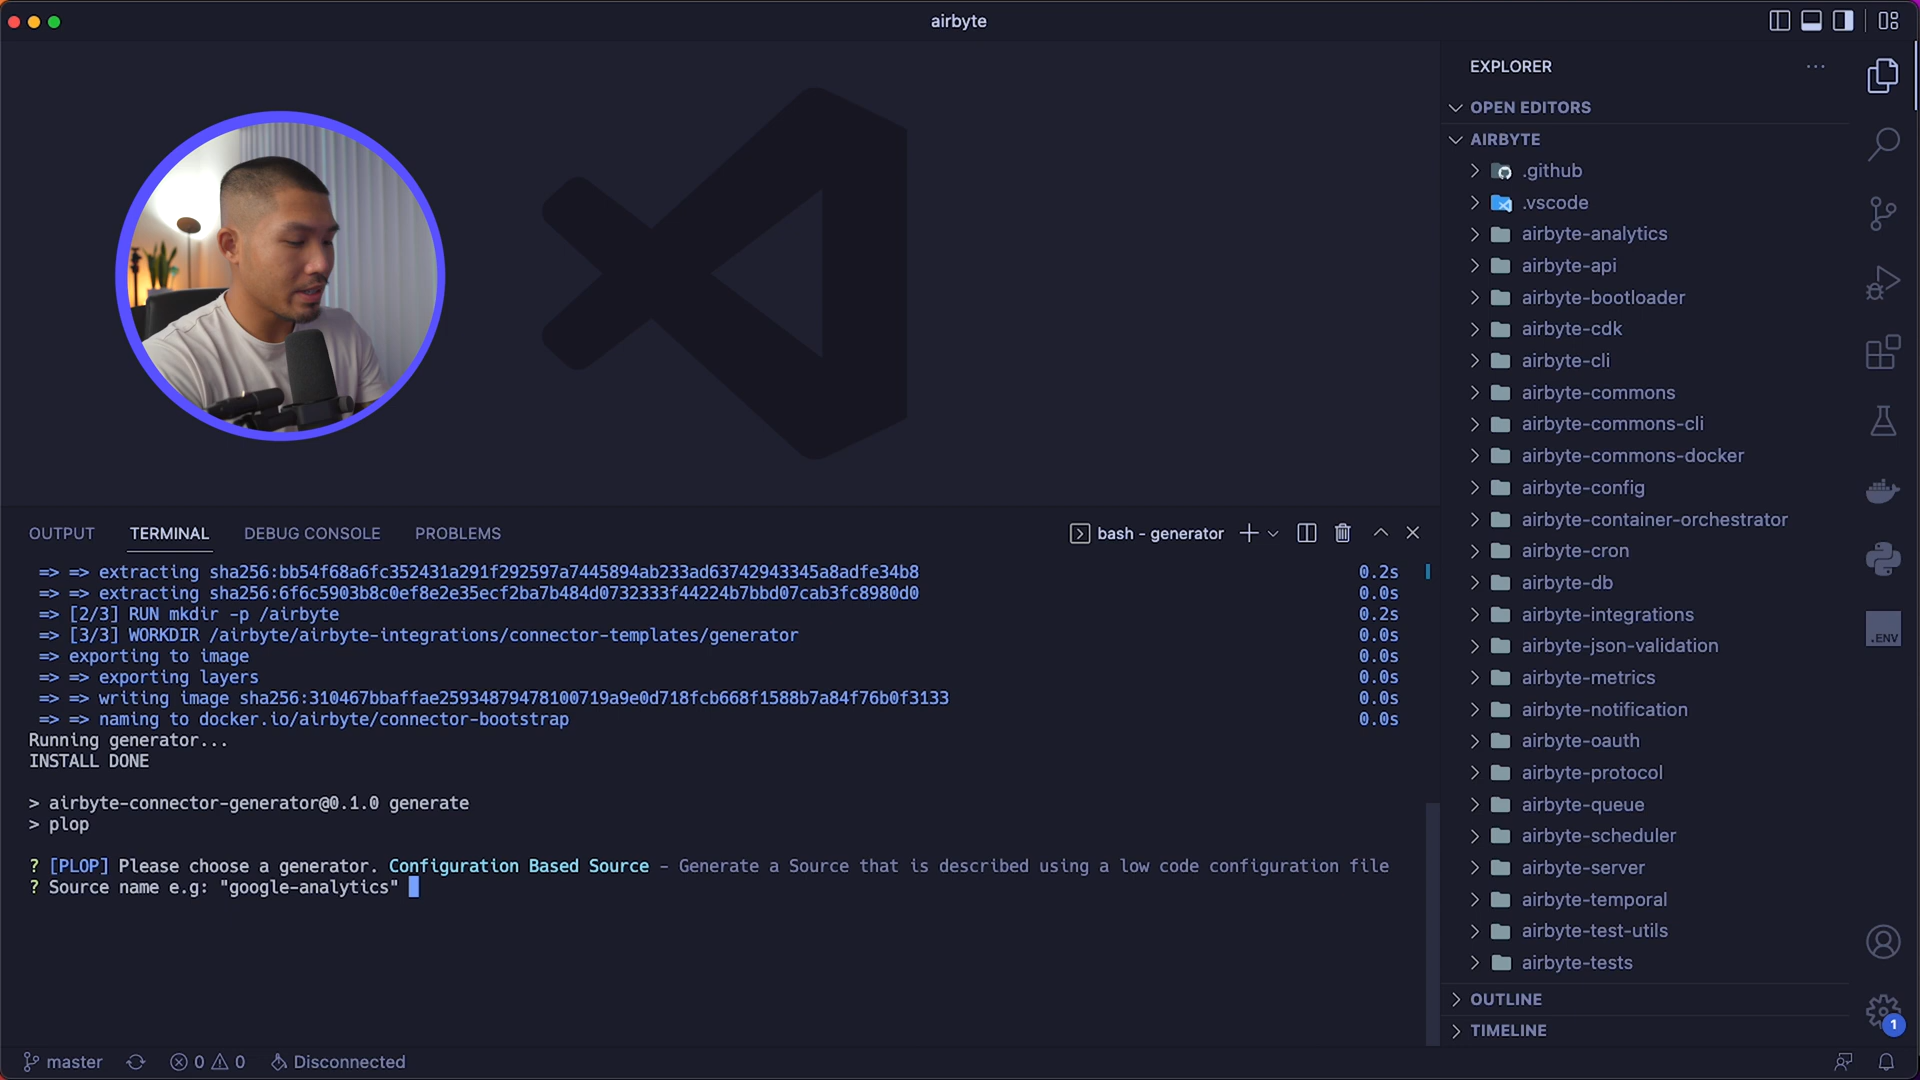 airbyte
EXPLORER
OPEN EDITORS
AIRBYTE
.github
.vscode
airbyte-analytics
airbyte-api
airbyte-bootloader
airbyte-cdk
airbyte-cli
airbyte-commons
airbyte-commons-cli
airbyte-commons-docker
airbyte-config
airbyte-container-orchestrator
airbyte-cron
airbyte-db
airbyte-integrations
airbyte-json-validation
airbyte-metrics
airbyte-notification
airbyte-oauth
airbyte-protocol
airbyte-queue
airbyte-scheduler
airbyte-server
airbyte-temporal
airbyte-test-utils
airbyte-tests
OUTLINE
TIMELINE
.ENV
1
OUTPUT TERMINAL DEBUG CONSOLE PROBLEMS bash - generator
=> => extracting sha256:bb54f68a6fc352431a291f292597a7445894ab233ad63742943345a8adfe34b8 0.2s
=> => extracting sha256:6f6c5903b8c0ef8e2e35ecf2ba7b484d0732333f44224b7bbd07cab3fc8980d0 0.0s
=> [2/3] RUN mkdir -p /airbyte 0.2s
=> [3/3] WORKDIR /airbyte/airbyte-integrations/connector-templates/generator 0.0s
=> exporting to image 0.0s
=> => exporting layers 0.0s
=> => writing image sha256:310467bbaffae25934879478100719a9e0d718fcb668f1588b7a84f76b0f3133 0.0s
=> => naming to docker.io/airbyte/connector-bootstrap 0.0s
Running generator...
INSTALL DONE
> airbyte-connector-generator@0.1.0 generate
> plop
? [PLOP] Please choose a generator. Configuration Based Source - Generate a Source that is described using a low code configuration file
? Source name e.g: "google-analytics"
master 0 0 Disconnected